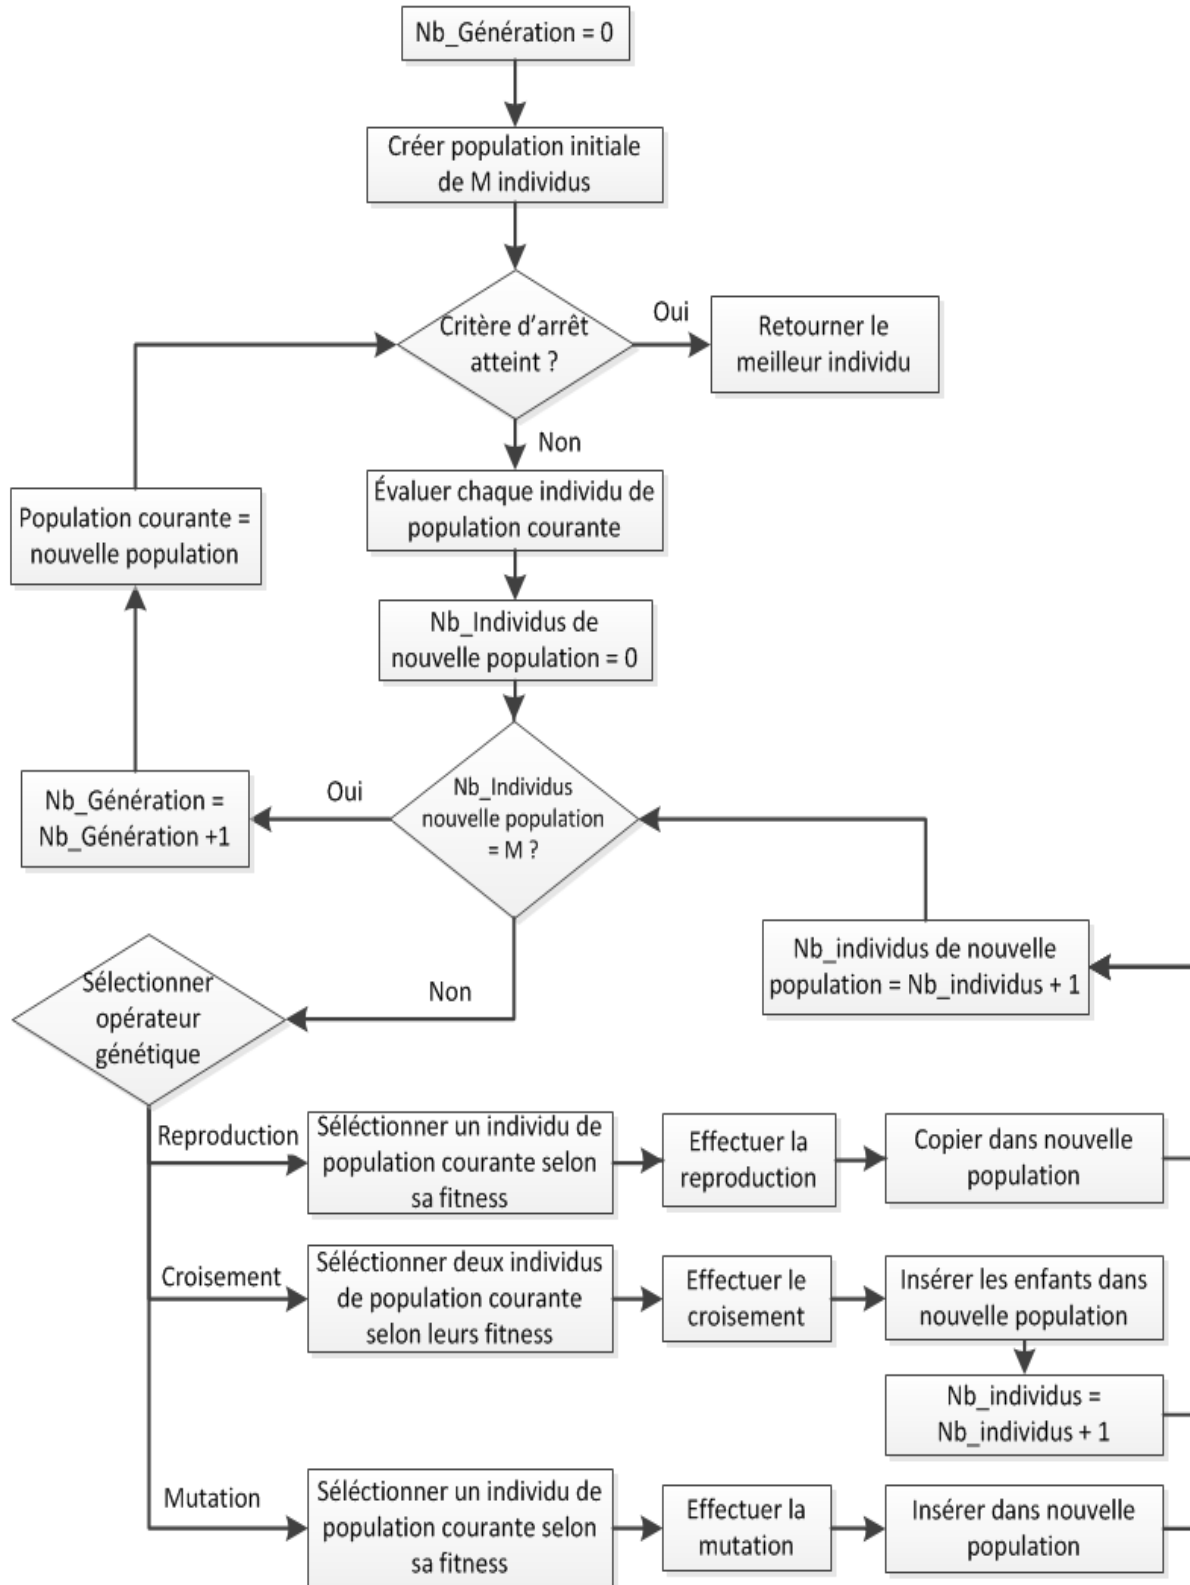 Nb_Génération = 0
Créer population initiale
de M individus
Critère d'arrêt
atteint ?
Oui
Retourner le
meilleur individu
Non
Évaluer chaque individu de
population courante
Population courante =
nouvelle population
Nb_Individus de
nouvelle population = 0
Nb_Individus
nouvelle population
= M ?
Oui
Nb_Génération =
Nb_Génération +1
Nb_individus de nouvelle
population = Nb_individus + 1
Non
Sélectionner
opérateur
génétique
Reproduction
Séléctionner un individu de
population courante selon
sa fitness
Effectuer la
reproduction
Copier dans nouvelle
population
Croisement
Séléctionner deux individus
de population courante
selon leurs fitness
Effectuer le
croisement
Insérer les enfants dans
nouvelle population
Nb_individus =
Nb_individus + 1
Mutation
Séléctionner un individu de
population courante selon
sa fitness
Effectuer la
mutation
Insérer dans nouvelle
population